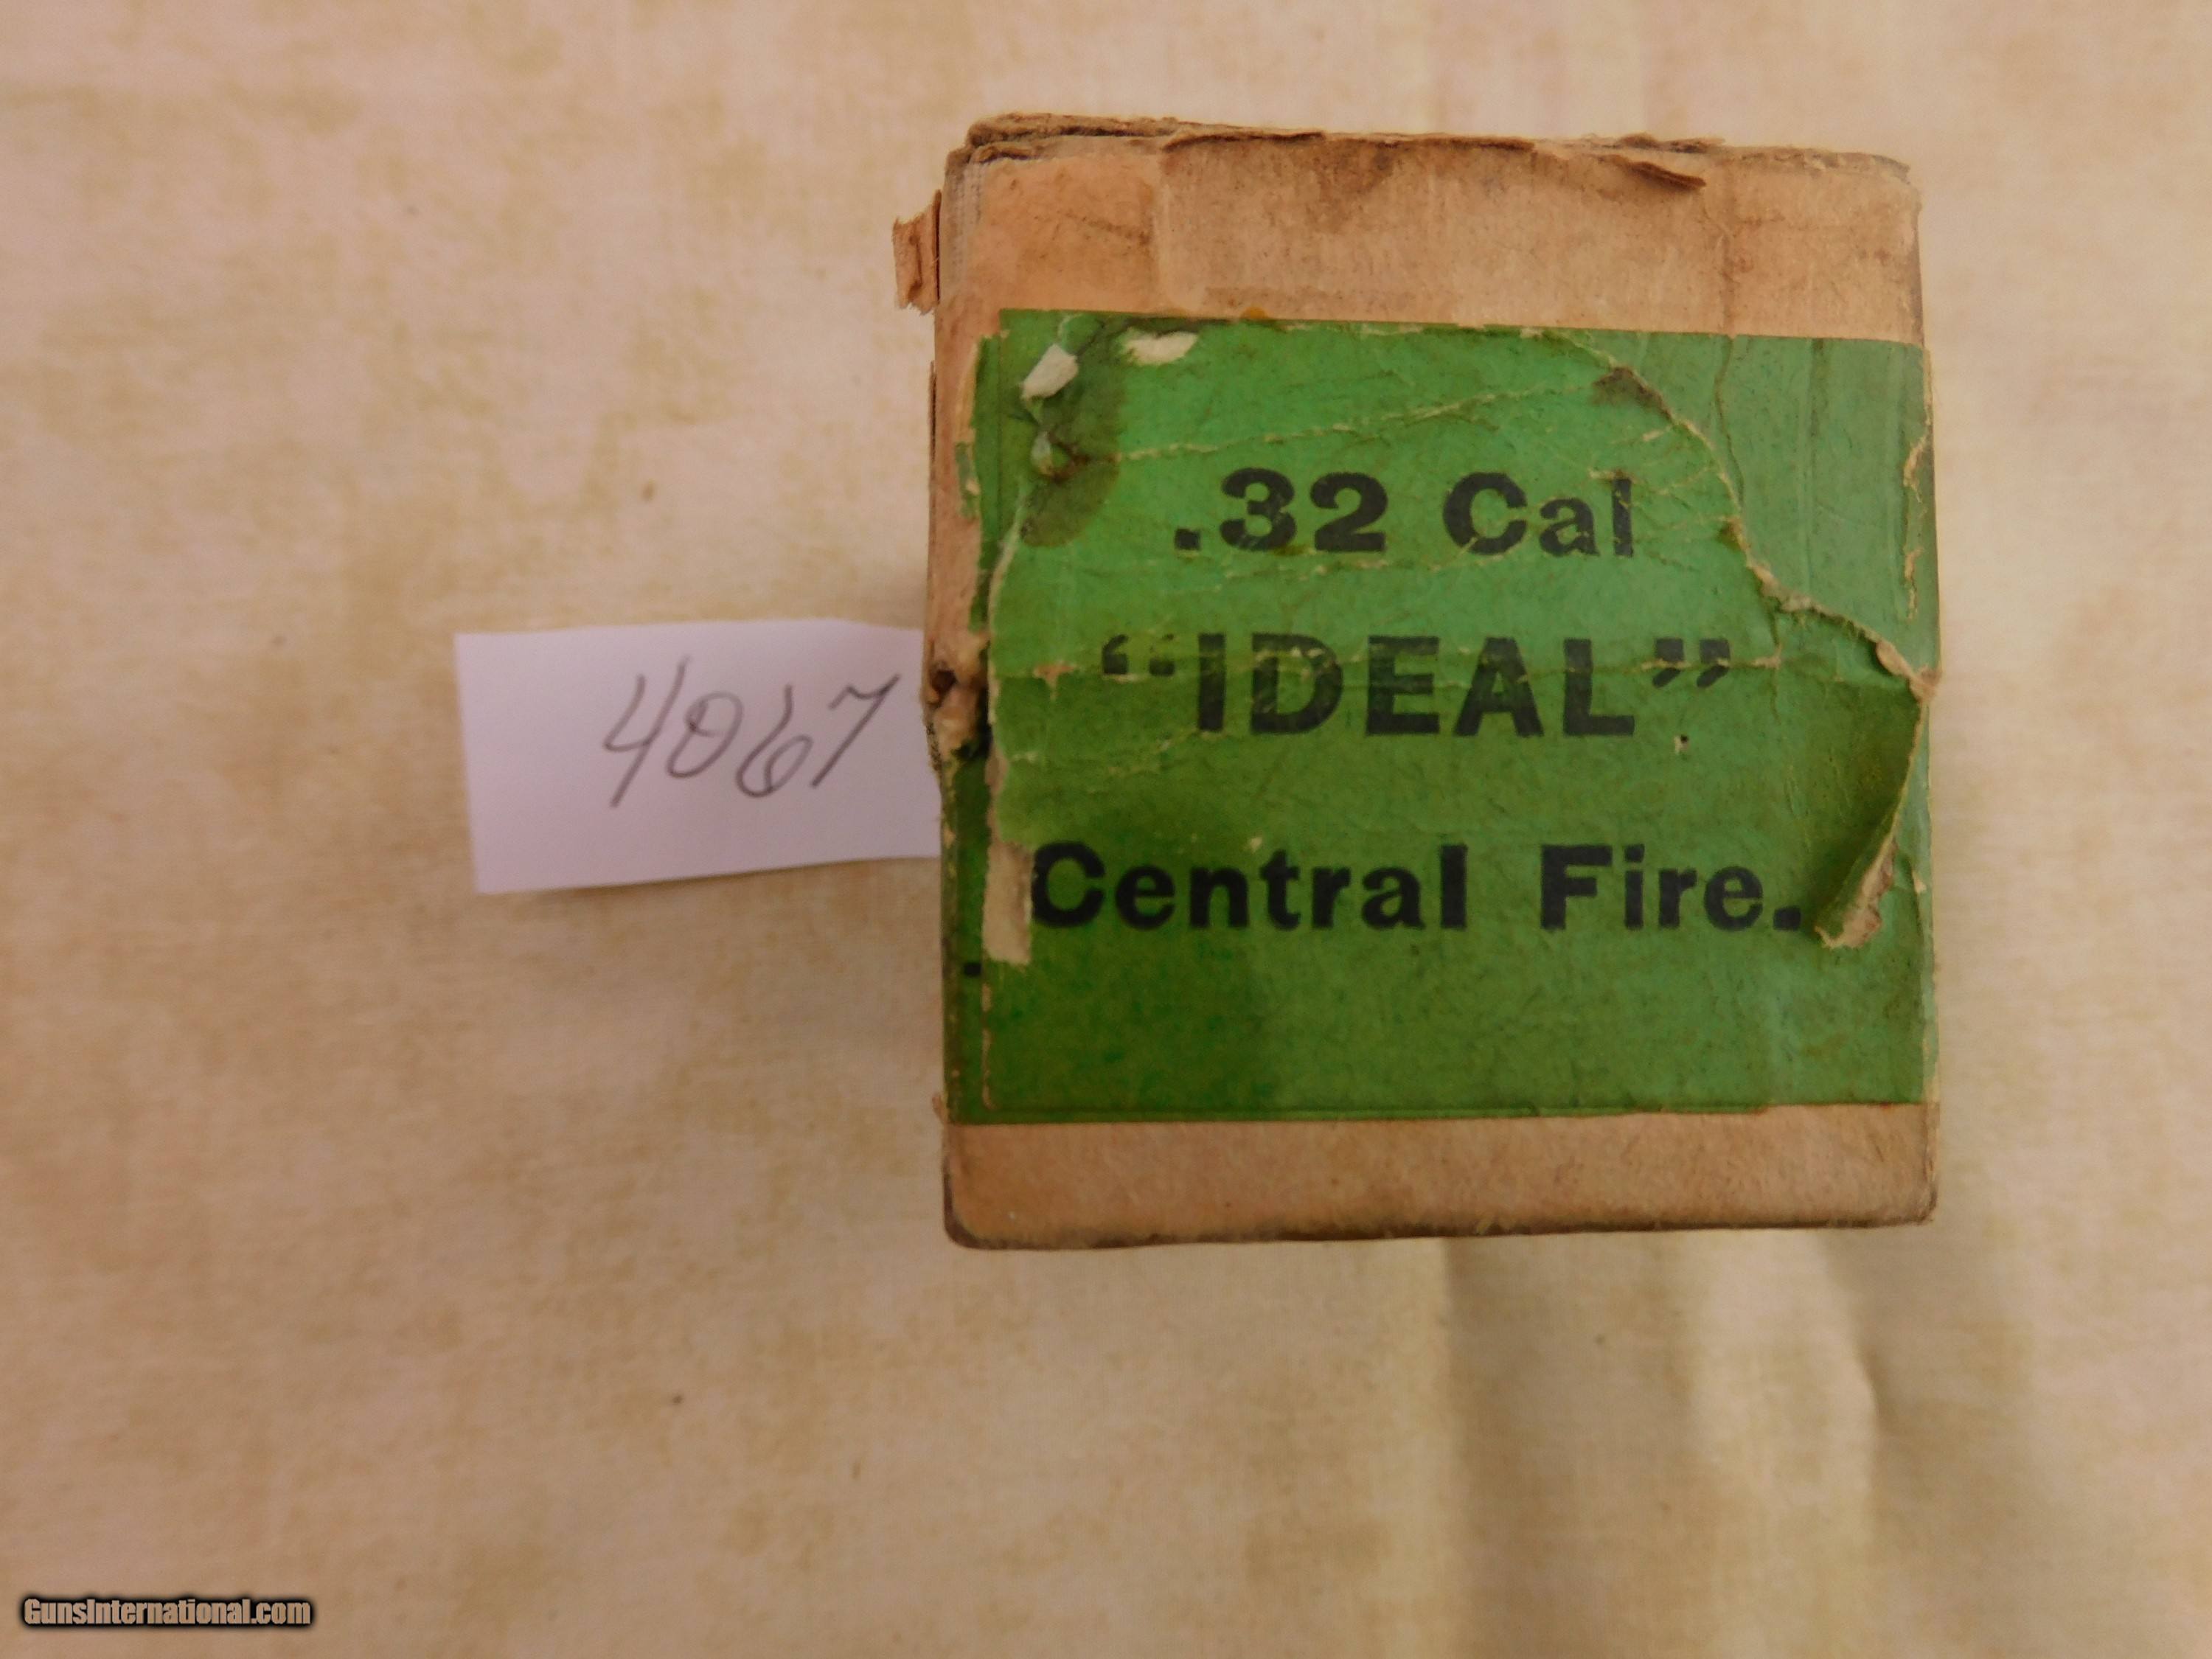 .32 Cal
“IDEAL”
Central Fire.
4067
GunsInternational.com